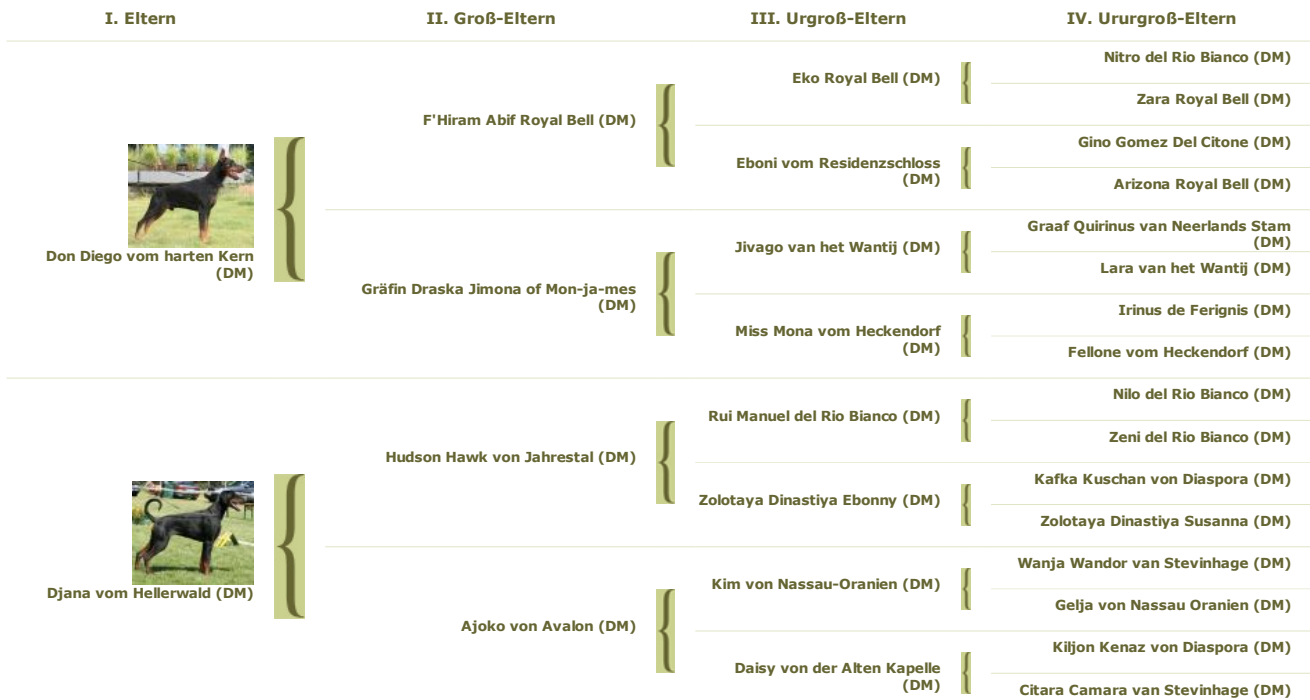 I. Eltern
II. Groß-Eltern
III. Urgroß-Eltern
IV. Ururgroß-Eltern
Don Diego vom harten Kern
(DM)
F'Hiram Abif Royal Bell (DM)
Eko Royal Bell (DM)
Nitro del Rio Bianco (DM)
Zara Royal Bell (DM)
Eboni vom Residenzschloss
(DM)
Gino Gomez Del Citone (DM)
Arizona Royal Bell (DM)
Gräfin Draska Jimona of Mon-ja-mes
(DM)
Jivago van het Wantij (DM)
Graaf Quirinus van Neerlands Stam
(DM)
Lara van het Wantij (DM)
Miss Mona vom Heckendorf
(DM)
Irinus de Ferignis (DM)
Fellone vom Heckendorf (DM)
Djana vom Hellerwald (DM)
Hudson Hawk von Jahrestal (DM)
Rui Manuel del Rio Bianco (DM)
Nilo del Rio Bianco (DM)
Zeni del Rio Bianco (DM)
Zolotaya Dinastiya Ebonny (DM)
Kafka Kuschan von Diaspora (DM)
Zolotaya Dinastiya Susanna (DM)
Ajoko von Avalon (DM)
Kim von Nassau-Oranien (DM)
Wanja Wandor van Stevinhage (DM)
Gelja von Nassau Oranien (DM)
Daisy von der Alten Kapelle
(DM)
Kiljon Kenaz von Diaspora (DM)
Citara Camara van Stevinhage (DM)